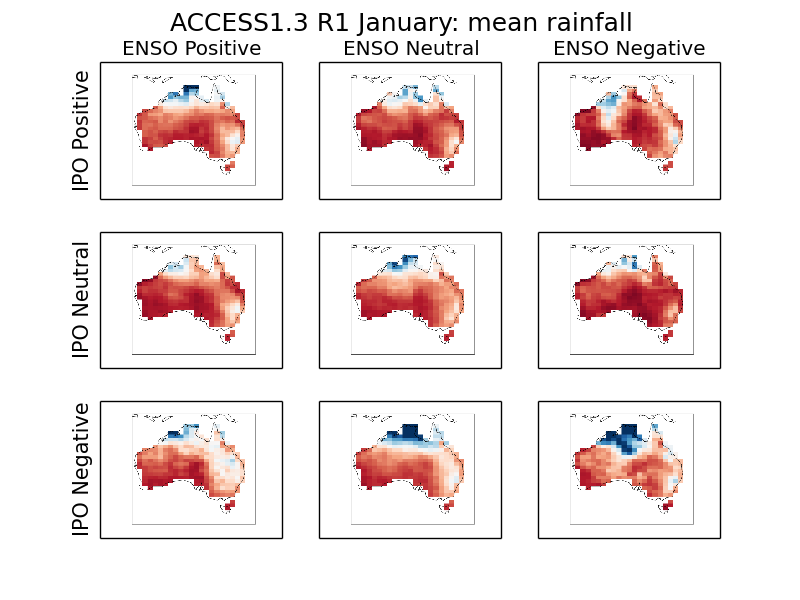 ACCESS1.3 R1 January: mean rainfall
ENSO Positive
ENSO Neutral
ENSO Negative
IPO Positive
IPO Neutral
IPO Negative